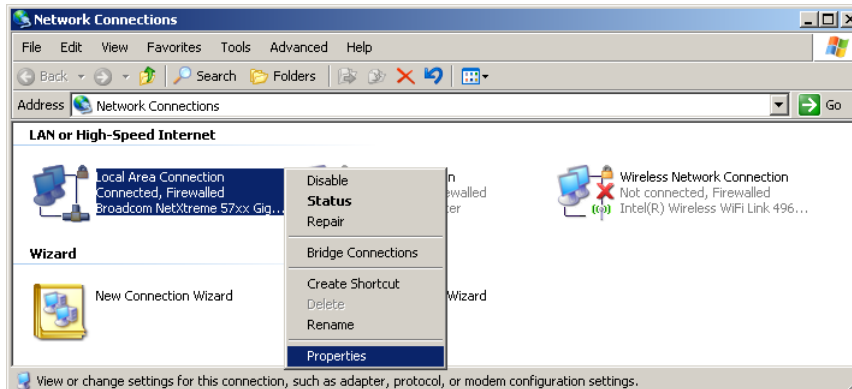 Network Connections
File Edit View Favorites Tools Advanced Help
Back Search Folders
Address Network Connections Go
LAN or High-Speed Internet
Local Area Connection
Connected, Firewalled
Broadcom NetXtreme 57xx Gig...
Disable
Status
Repair
Bridge Connections
Create Shortcut
Delete
Rename
Properties
n
ewalled
ter
Wireless Network Connection
Not connected, Firewalled
Intel(R) Wireless WiFi Link 496...
Wizard
New Connection Wizard
Wizard
View or change settings for this connection, such as adapter, protocol, or modem configuration settings.